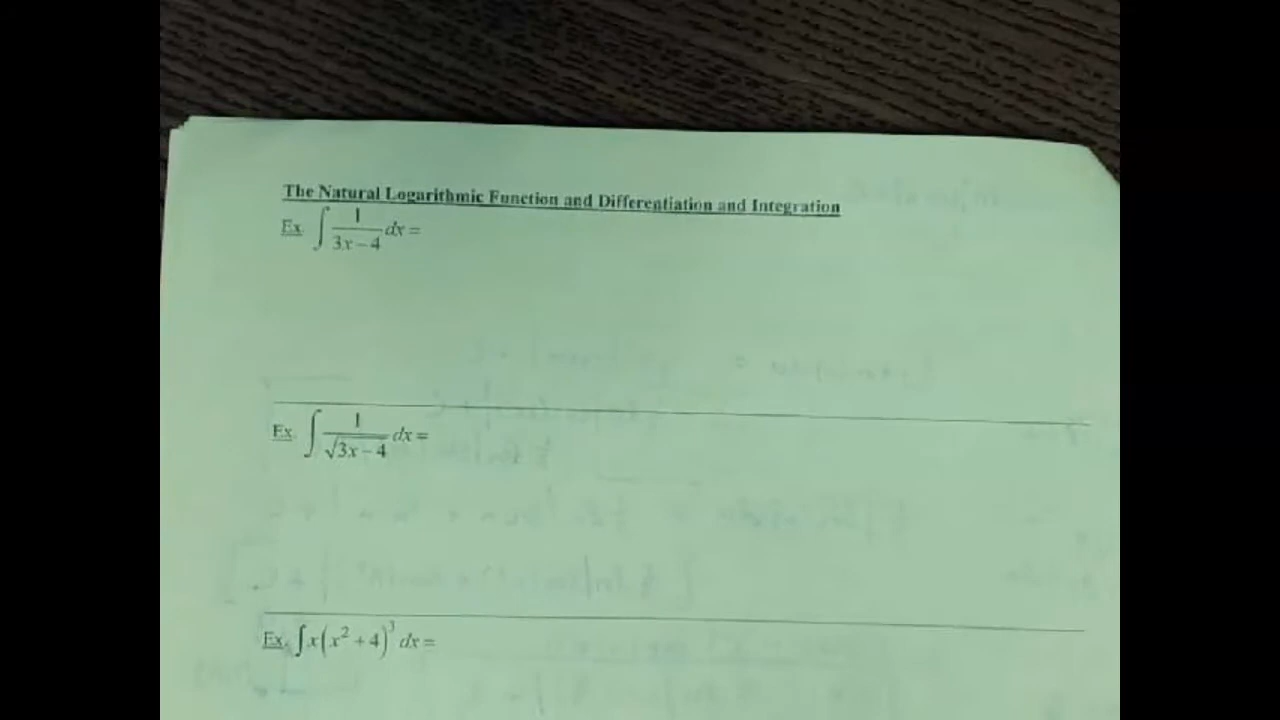 The Natural Logarithmic Function and Differentiation and Integration
Ex. ∫ 1/(3x − 4) dx =
Ex. ∫ 1/√(3x − 4) dx =
Ex. ∫ x(x² + 4)³ dx =